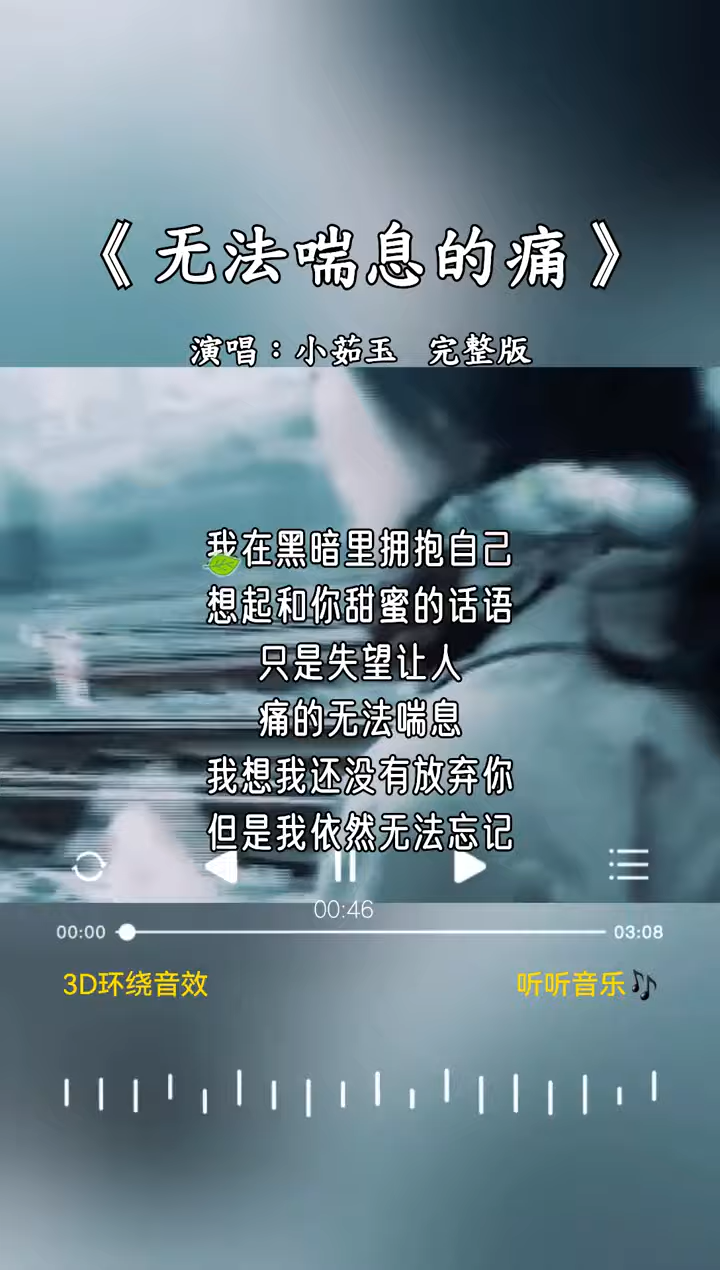 《无法喘息的痛》
演唱：小茹玉 完整版
我在黑暗里拥抱自己
想起和你甜蜜的话语
只是失望让人
痛的无法喘息
我想我还没有放弃你
但是我依然无法忘记
00:46
00:00 03:08
3D环绕音效 听听音乐